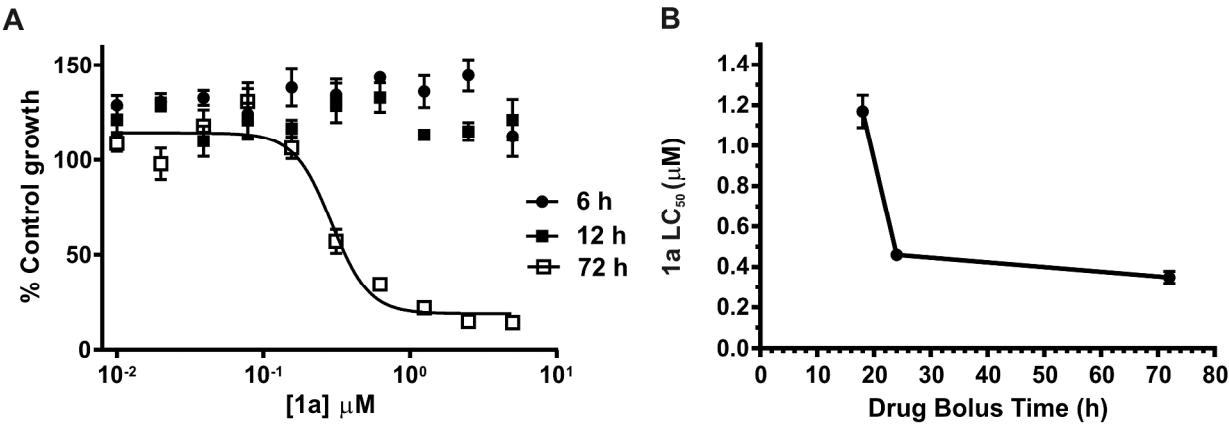 A
% Control growth
150
100
50
0
10-2
10-1
10⁰
10¹
[1a] μM
6 h
12 h
72 h
B
1a LC₅₀ (μM)
1.4
1.2
1.0
0.8
0.6
0.4
0.2
1.0
0 10 20 30 40 50 60 70 80
Drug Bolus Time (h)